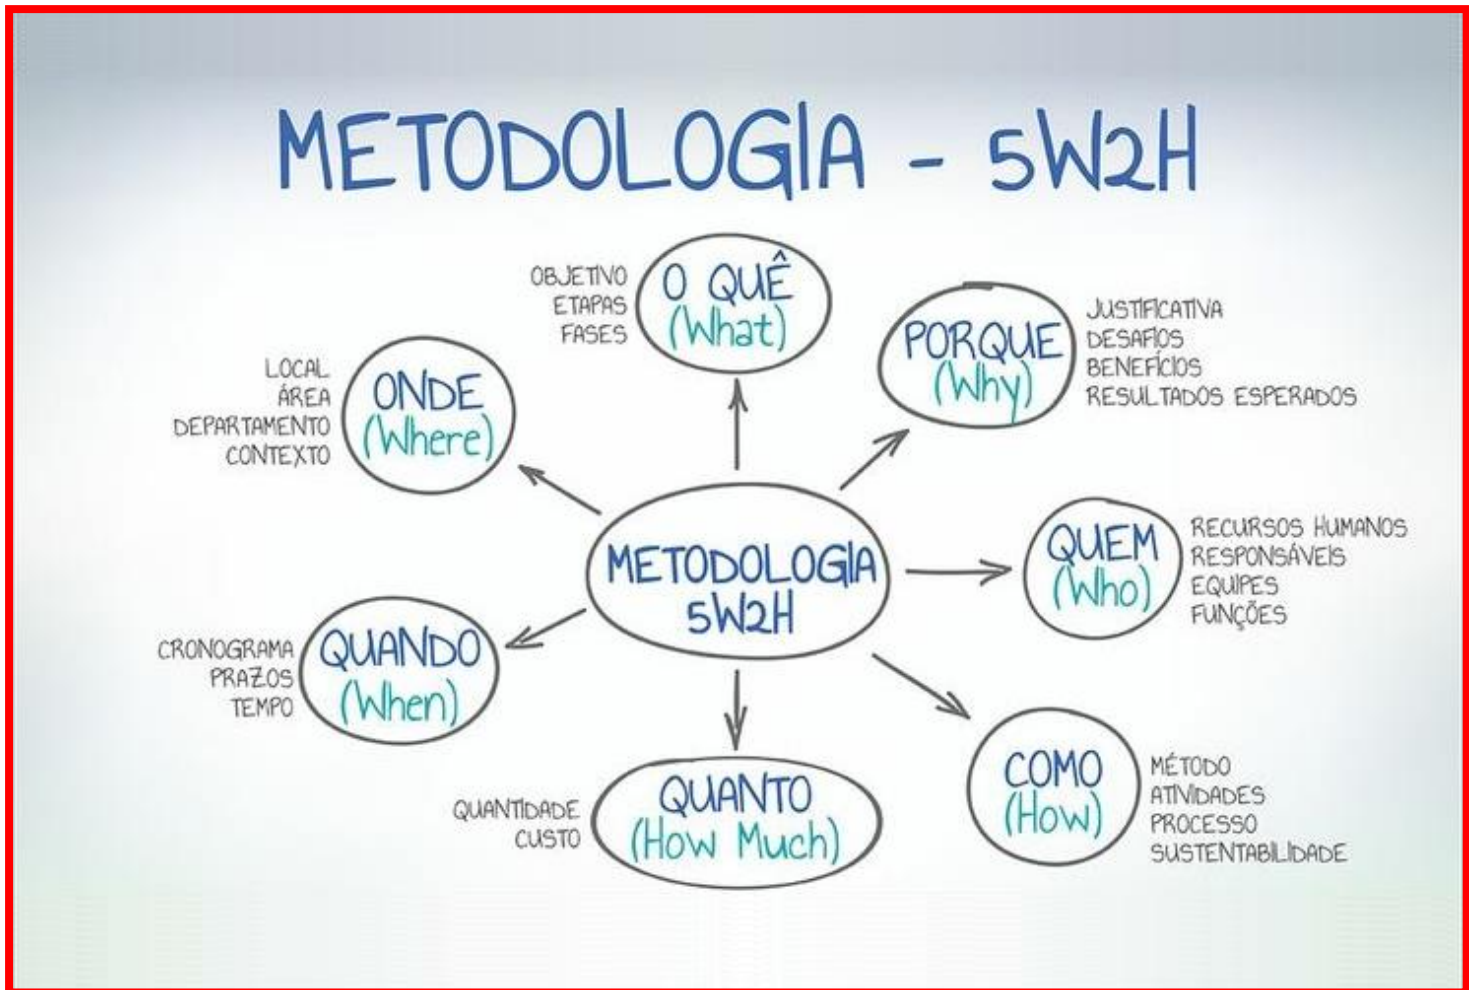 METODOLOGIA - 5W2H
OBJETIVO
ETAPAS
FASES
O QUÊ
(What)
PORQUE
(Why)
JUSTIFICATIVA
DESAFIOS
BENEFÍCIOS
RESULTADOS ESPERADOS
LOCAL
ÁREA
DEPARTAMENTO
CONTEXTO
ONDE
(Where)
METODOLOGIA
5W2H
QUEM
(Who)
RECURSOS HUMANOS
RESPONSÁVEIS
EQUIPES
FUNÇÕES
CRONOGRAMA
PRAZOS
TEMPO
QUANDO
(When)
QUANTIDADE
CUSTO
QUANTO
(How Much)
COMO
(How)
MÉTODO
ATIVIDADES
PROCESSO
SUSTENTABILIDADE